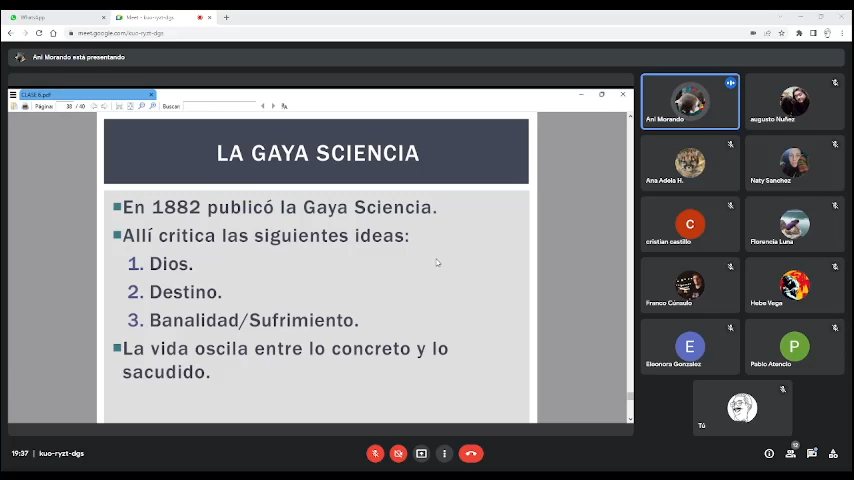 WhatsApp
Meet - kuo-ryzt-dgs
meet.google.com/kuo-ryzt-dgs
Ani Morando está presentando
CLASE 6.pdf
Página: 38 / 40
Buscar:
LA GAYA SCIENCIA
En 1882 publicó la Gaya Sciencia.
Allí critica las siguientes ideas:
1. Dios.
2. Destino.
3. Banalidad/Sufrimiento.
La vida oscila entre lo concreto y lo
sacudido.
Ani Morando
augusto Nuñez
Ana Adela H.
Naty Sanchez
C
cristian castillo
Florencia Luna
Franco Cúnsulo
Hebe Vega
E
Eleonora Gonzalez
P
Pablo Atencio
Tú
19:37
kuo-ryzt-dgs
12